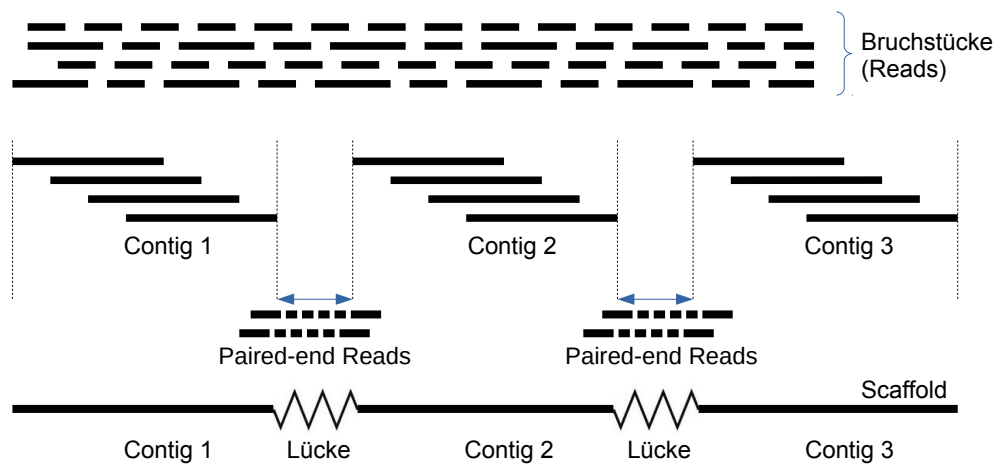 Bruchstücke
(Reads)
Contig 1
Contig 2
Contig 3
Paired-end Reads
Paired-end Reads
Scaffold
Contig 1
Lücke
Contig 2
Lücke
Contig 3